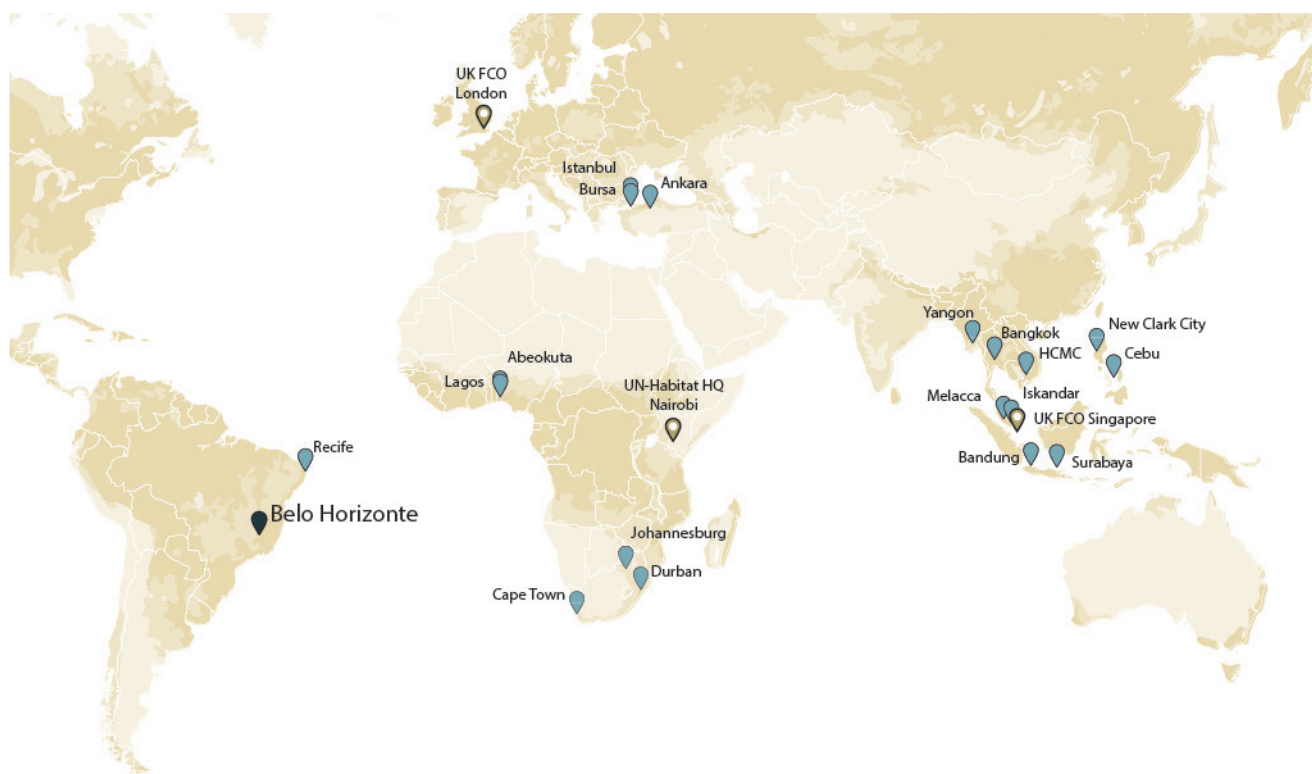 UK FCO
London
Istanbul
Bursa
Ankara
Yangon
Bangkok
New Clark City
HCMC
Cebu
Abeokuta
Lagos
UN-Habitat HQ
Nairobi
Melacca
Iskandar
UK FCO Singapore
Recife
Bandung
Surabaya
Belo Horizonte
Johannesburg
Durban
Cape Town